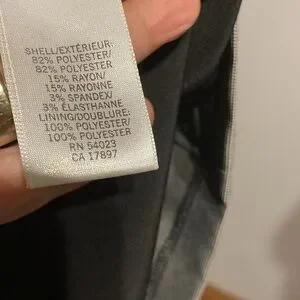 SHELL/EXTÉRIEUR:
82% POLYESTER/
82% POLYESTER
15% RAYON/
15% RAYONNE
3% SPANDEX/
3% ÉLASTHANNE
LINING/DOUBLURE:
100% POLYESTER/
100% POLYESTER
RN 54023
CA 17897